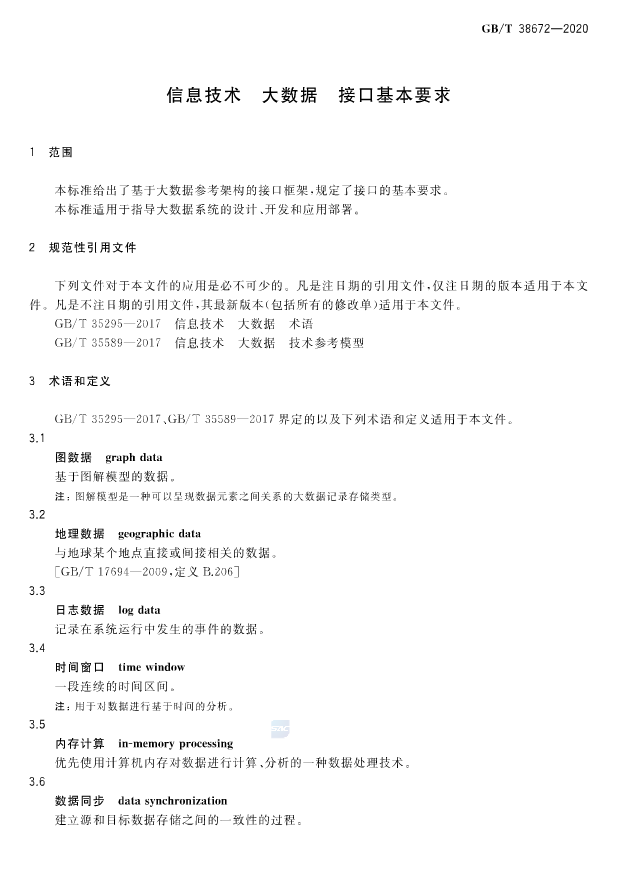 GB/T 38672—2020
信息技术 大数据 接口基本要求
1 范围
本标准给出了基于大数据参考架构的接口框架,规定了接口的基本要求。
本标准适用于指导大数据系统的设计、开发和应用部署。
2 规范性引用文件
下列文件对于本文件的应用是必不可少的。凡是注日期的引用文件,仅注日期的版本适用于本文
件。凡是不注日期的引用文件,其最新版本(包括所有的修改单)适用于本文件。
GB/T 35295—2017 信息技术 大数据 术语
GB/T 35589—2017 信息技术 大数据 技术参考模型
3 术语和定义
GB/T 35295—2017、GB/T 35589—2017 界定的以及下列术语和定义适用于本文件。
3.1
图数据 graph data
基于图解模型的数据。
注:图解模型是一种可以呈现数据元素之间关系的大数据记录存储类型。
3.2
地理数据 geographic data
与地球某个地点直接或间接相关的数据。
[GB/T 17694—2009,定义 B.206]
3.3
日志数据 log data
记录在系统运行中发生的事件的数据。
3.4
时间窗口 time window
一段连续的时间区间。
注:用于对数据进行基于时间的分析。
3.5
内存计算 in-memory processing
优先使用计算机内存对数据进行计算、分析的一种数据处理技术。
3.6
数据同步 data synchronization
建立源和目标数据存储之间的一致性的过程。